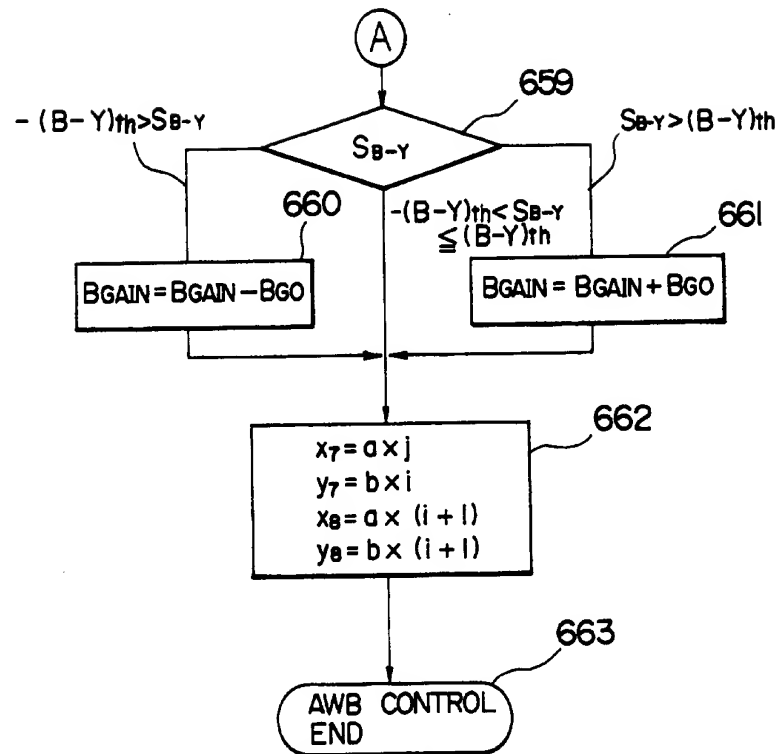 A
659
-(B-Y)th>SB-Y
SB-Y>(B-Y)th
SB-Y
660
-(B-Y)th<SB-Y
≦(B-Y)th
661
BGAIN=BGAIN-BGO
BGAIN=BGAIN+BGO
662
x7=a×j
y7=b×i
x8=a×(i+1)
y8=b×(i+1)
663
AWB CONTROL
END